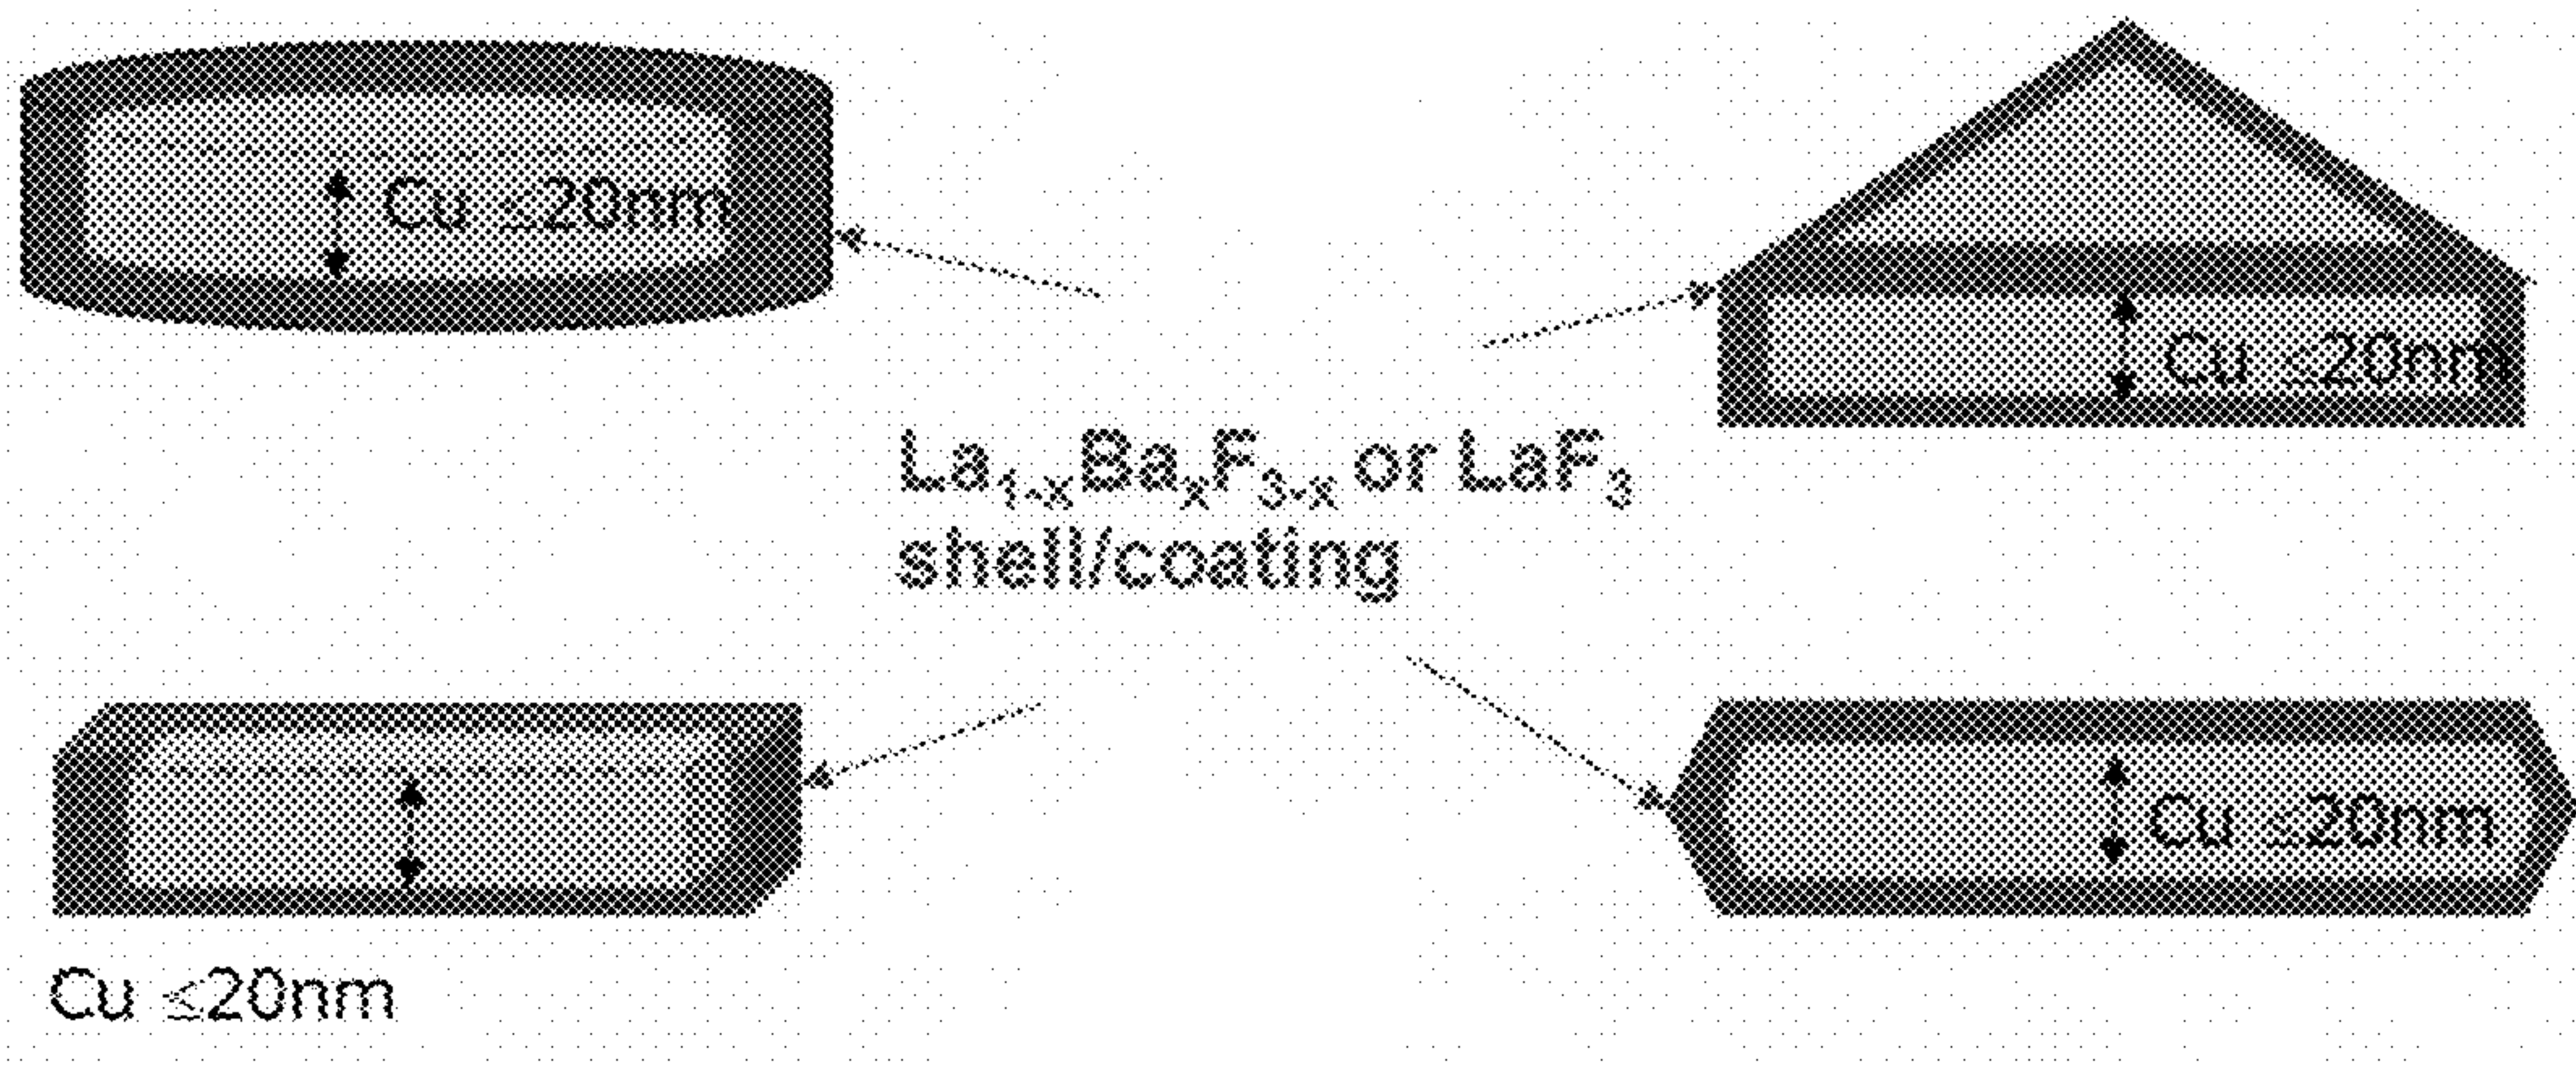 Cu ≤20nm
Cu ≤20nm
La₁₋ₓBaₓF₃₋ₓ or LaF₃
shell/coating
Cu ≤20nm
Cu ≤20nm